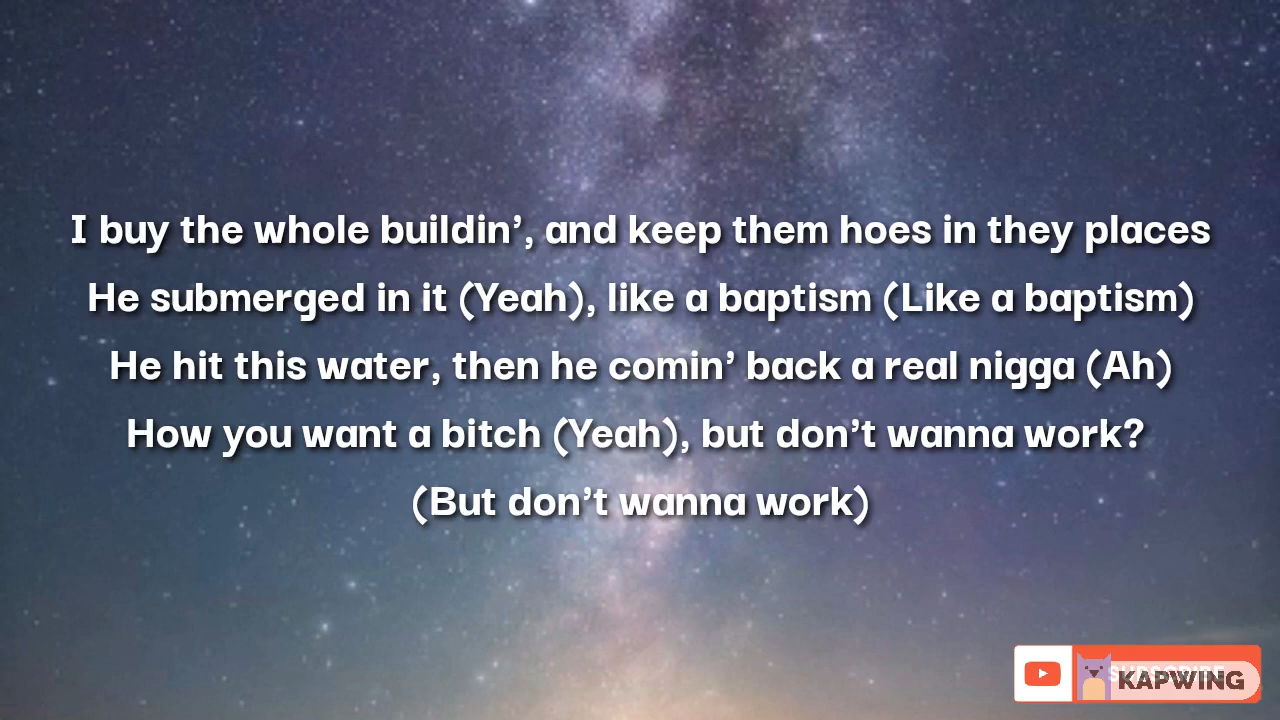 I buy the whole buildin’, and keep them hoes in they places
He submerged in it (Yeah), like a baptism (Like a baptism)
He hit this water, then he comin’ back a real nigga (Ah)
How you want a bitch (Yeah), but don’t wanna work?
(But don’t wanna work)
SUBSCRIBE
KAPWING